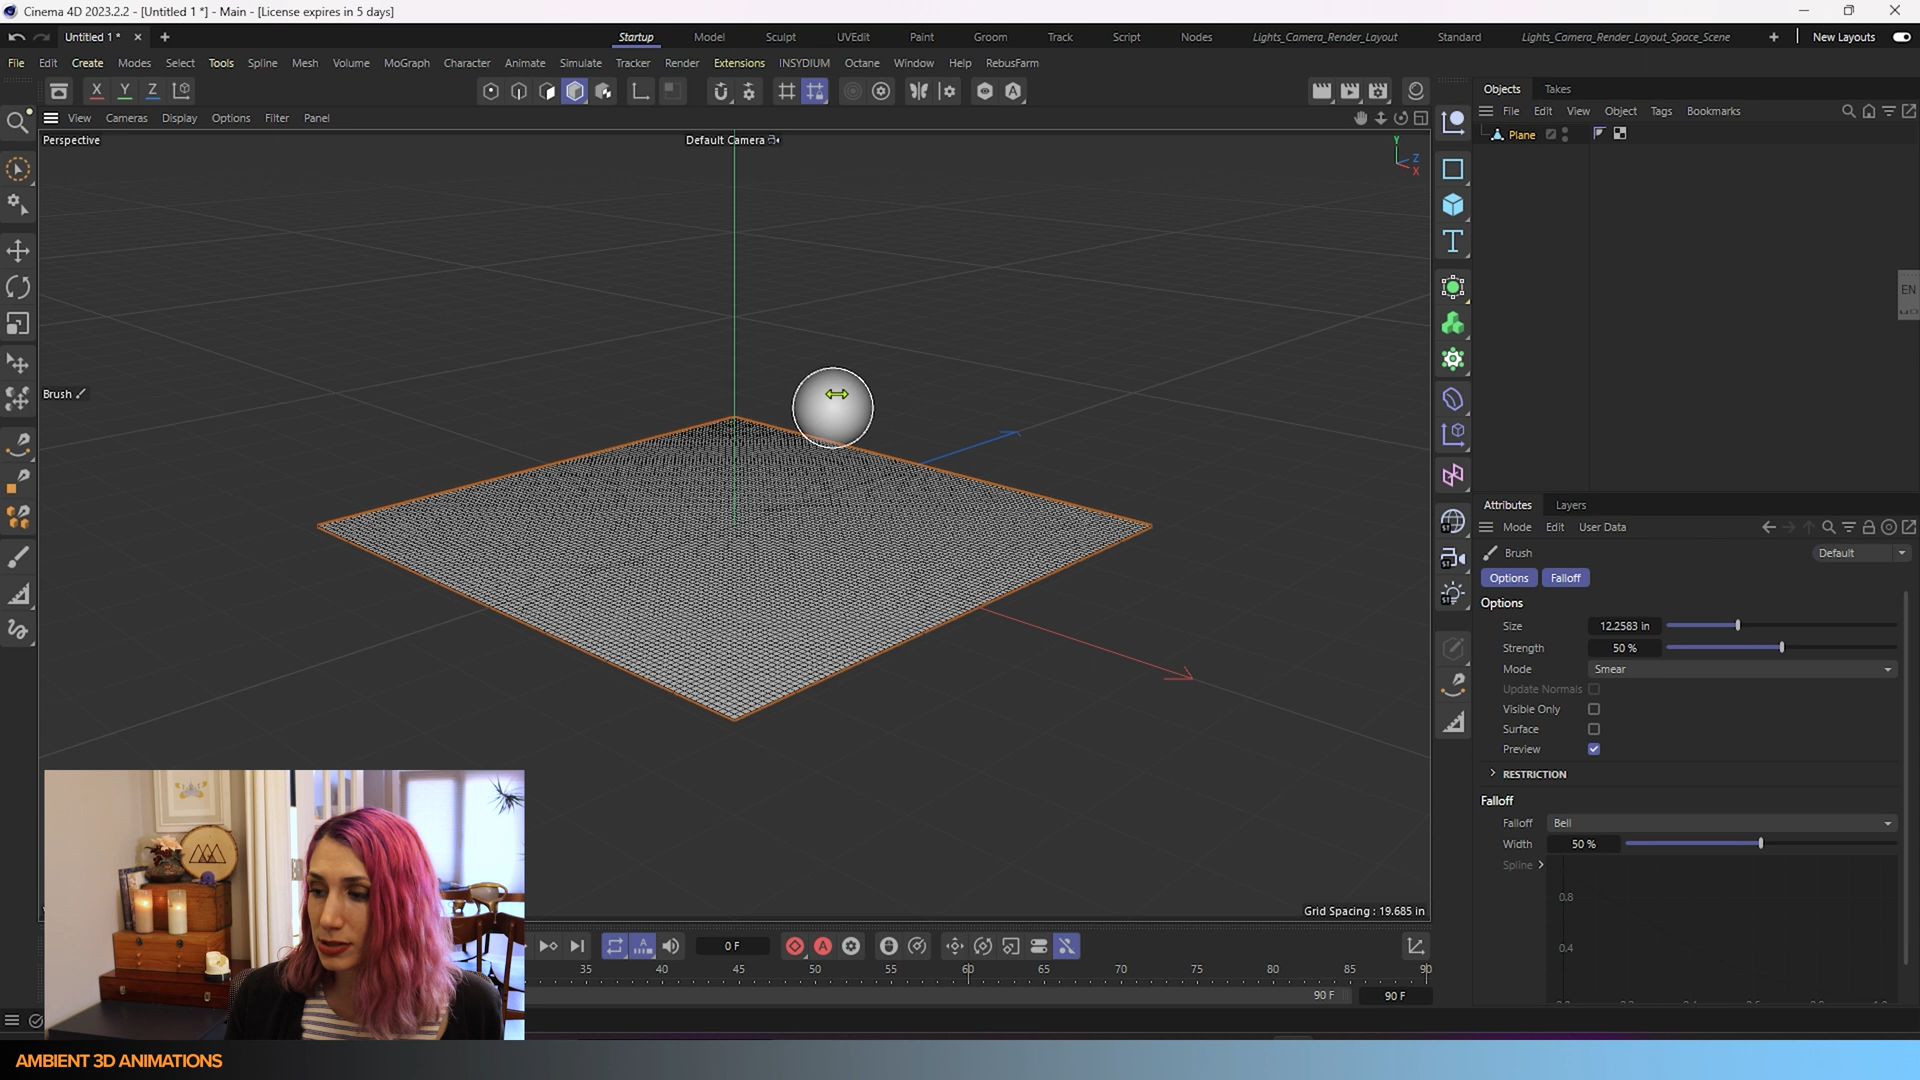 Cinema 4D 2023.2.2 - [Untitled 1 *] - Main - [License expires in 5 days]
Untitled 1 *
Startup Model Sculpt UVEdit Paint Groom Track Script Nodes Lights_Camera_Render_Layout Standard Lights_Camera_Render_Layout_Space_Scene New Layouts
File Edit Create Modes Select Tools Spline Mesh Volume MoGraph Character Animate Simulate Tracker Render Extensions INSYDIUM Octane Window Help RebusFarm
X Y Z
Objects Takes
View Cameras Display Options Filter Panel
File Edit View Object Tags Bookmarks
Perspective
Default Camera
Plane
Y
Z
X
EN
Brush
Attributes Layers
Mode Edit User Data
Brush
Default
Options Falloff
Options
Size 12.2583 in
Strength 50 %
Mode Smear
Update Normals
Visible Only
Surface
Preview
RESTRICTION
Falloff
Falloff Bell
Width 50 %
Spline
0.8
0.4
Grid Spacing : 19.685 in
0 F
35 40 45 50 55 60 65 70 75 80 85 90
90 F
90 F
AMBIENT 3D ANIMATIONS